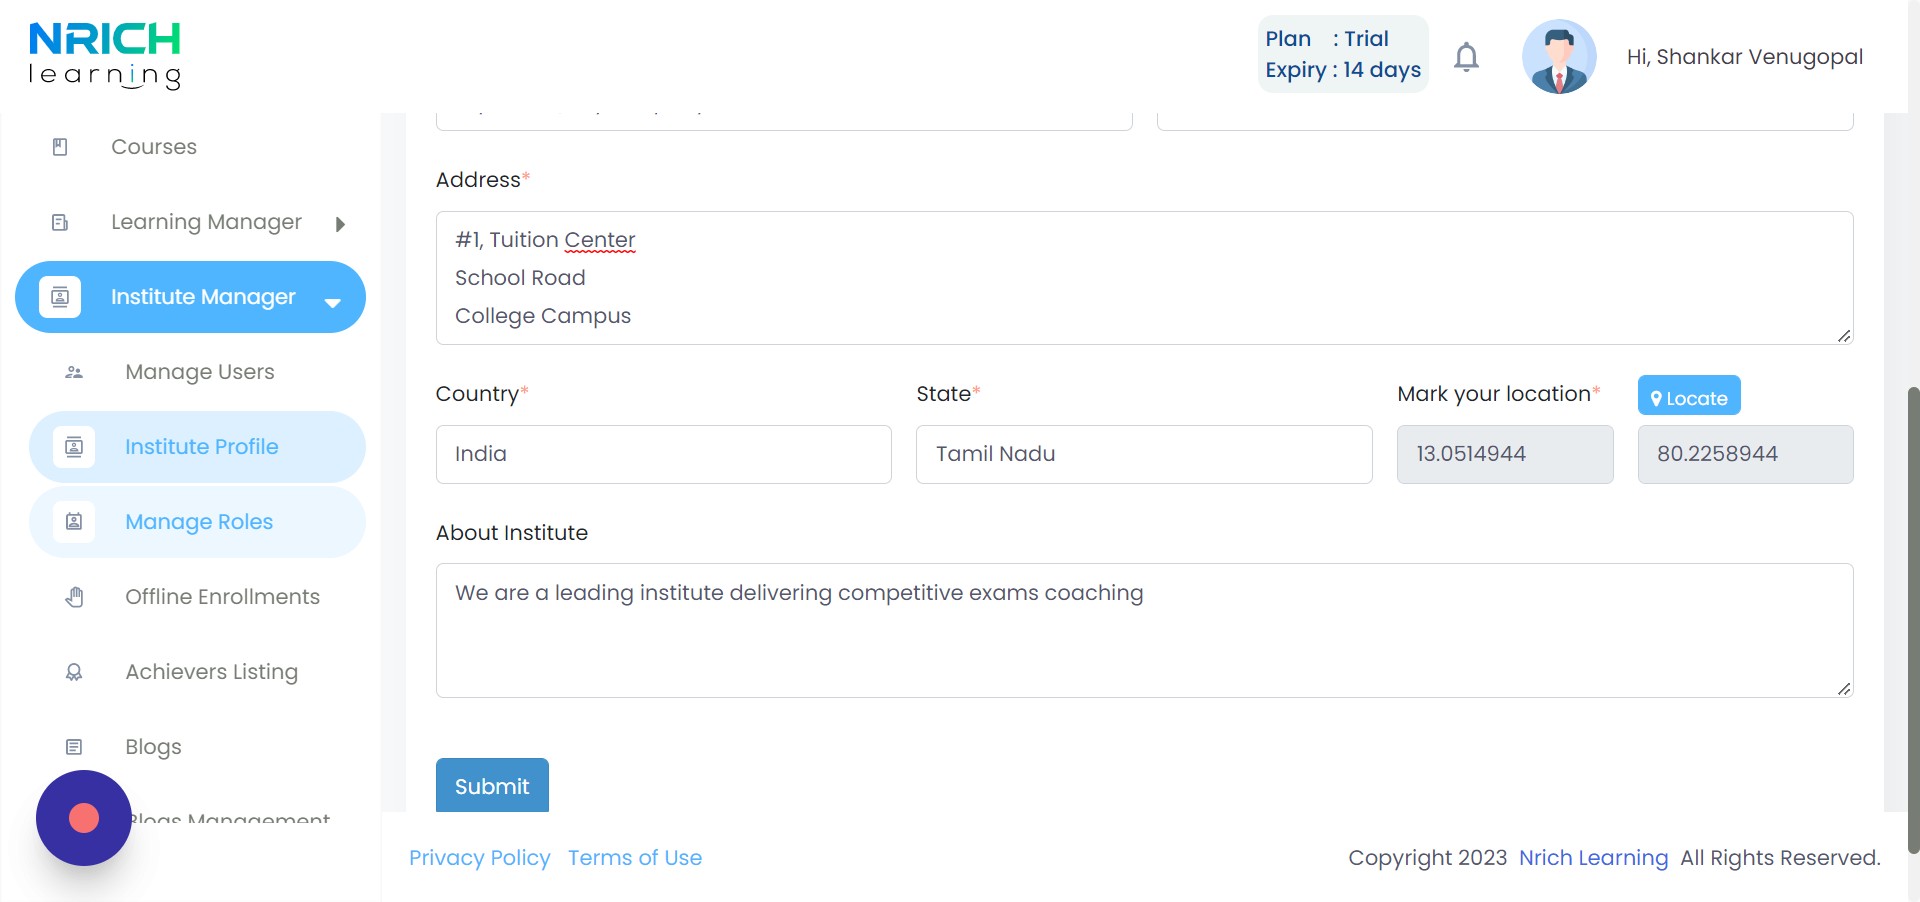 NRICH
learning
Plan : Trial
Expiry : 14 days
Hi, Shankar Venugopal
Courses
Learning Manager
Institute Manager
Manage Users
Institute Profile
Manage Roles
Offline Enrollments
Achievers Listing
Blogs
Blogs Management
Address*
#1, Tuition Center
School Road
College Campus
Country*
State*
Mark your location*
Locate
India
Tamil Nadu
13.0514944
80.2258944
About Institute
We are a leading institute delivering competitive exams coaching
Submit
Privacy Policy Terms of Use
Copyright 2023 Nrich Learning All Rights Reserved.